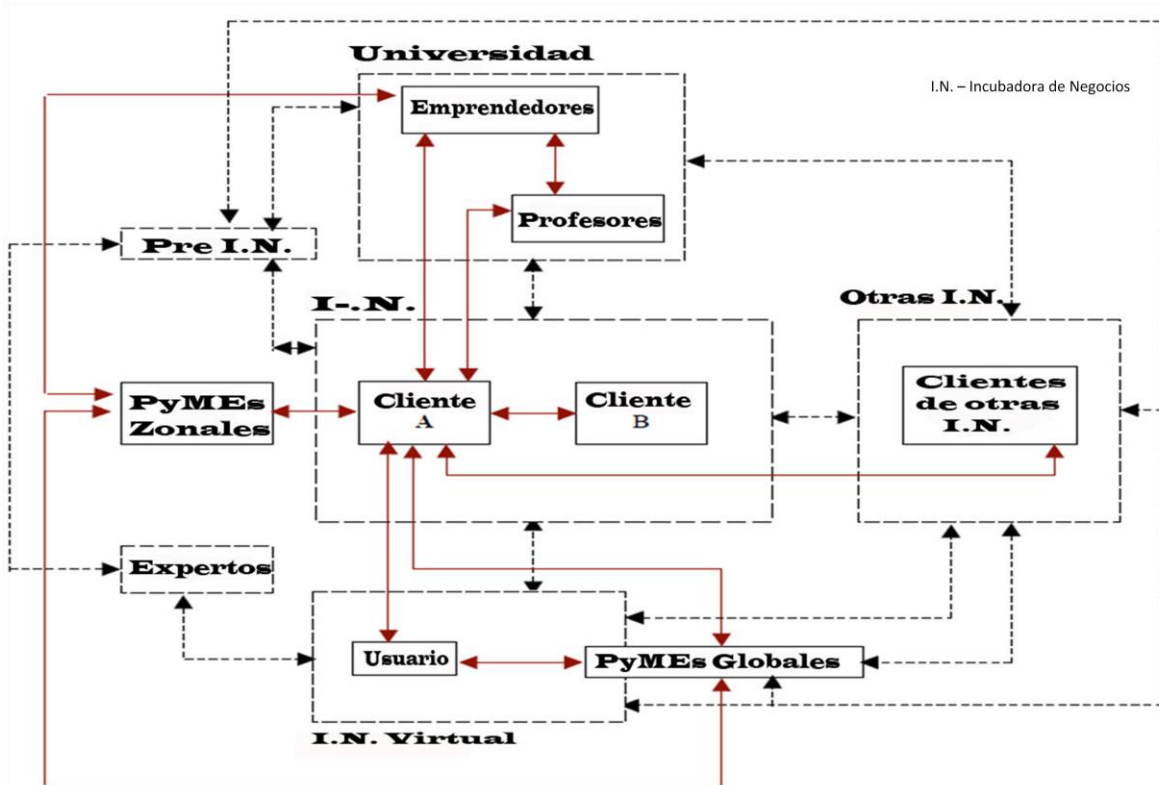 Universidad
I.N. – Incubadora de Negocios
Emprendedores
Profesores
Pre I.N.
I-.N.
Otras I.N.
PyMEs
Zonales
Cliente
A
Cliente
B
Clientes
de otras
I.N.
Expertos
Usuario
PyMEs Globales
I.N. Virtual